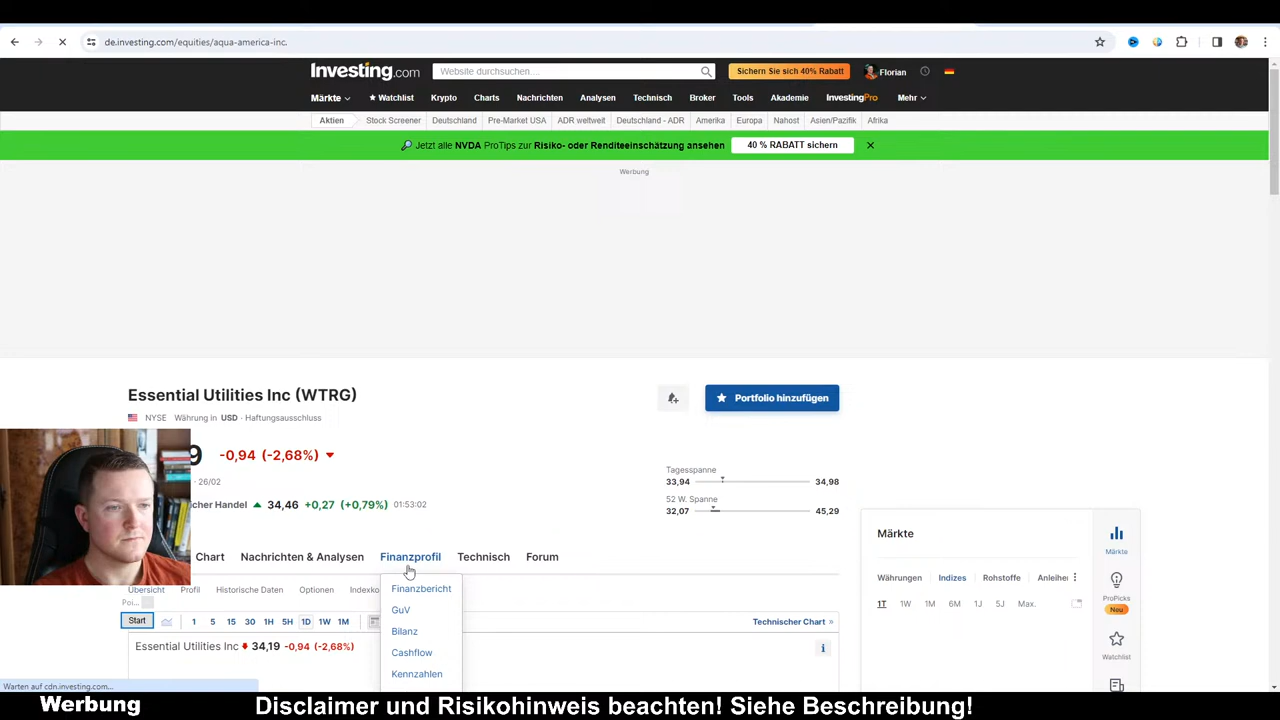 de.investing.com/equities/aqua-america-inc.
Investing.com
Website durchsuchen....
Sichern Sie sich 40% Rabatt
Florian
Märkte
Watchlist
Krypto
Charts
Nachrichten
Analysen
Technisch
Broker
Tools
Akademie
InvestingPro
Mehr
Aktien
Stock Screener
Deutschland
Pre-Market USA
ADR weltweit
Deutschland - ADR
Amerika
Europa
Nahost
Asien/Pazifik
Afrika
Jetzt alle NVDA ProTips zur Risiko- oder Renditeeinschätzung ansehen
40 % RABATT sichern
Werbung
Essential Utilities Inc (WTRG)
Portfolio hinzufügen
NYSE Währung in USD · Haftungsausschluss
9 -0,94 (-2,68%)
· 26/02
cher Handel 34,46 +0,27 (+0,79%) 01:53:02
Tagesspanne
33,94 34,98
52 W. Spanne
32,07 45,29
Chart
Nachrichten & Analysen
Finanzprofil
Technisch
Forum
Übersicht
Profil
Historische Daten
Optionen
Indexko
Poi...
Finanzbericht
GuV
Bilanz
Cashflow
Kennzahlen
Start
1 5 15 30 1H 5H 1D 1W 1M
Technischer Chart »
Essential Utilities Inc 34,19 -0,94 (-2,68%)
Märkte
Währungen
Indizes
Rohstoffe
Anleihe
1T 1W 1M 6M 1J 5J Max.
Märkte
ProPicks
Neu
Watchlist
Warten auf cdn.investing.com...
Werbung
Disclaimer und Risikohinweis beachten! Siehe Beschreibung!